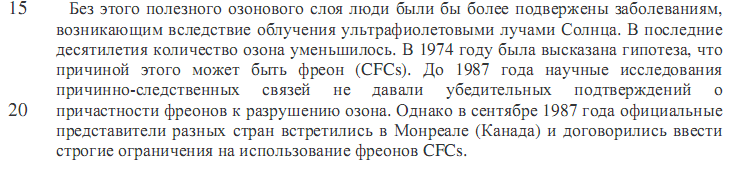 15 Без этого полезного озонового слоя люди были бы более подвержены заболеваниям,
возникающим вследствие облучения ультрафиолетовыми лучами Солнца. В последние
десятилетия количество озона уменьшилось. В 1974 году была высказана гипотеза, что
причиной этого может быть фреон (CFCs). До 1987 года научные исследования
причинно-следственных связей не давали убедительных подтверждений о
20 причастности фреонов к разрушению озона. Однако в сентябре 1987 года официальные
представители разных стран встретились в Монреале (Канада) и договорились ввести
строгие ограничения на использование фреонов CFCs.